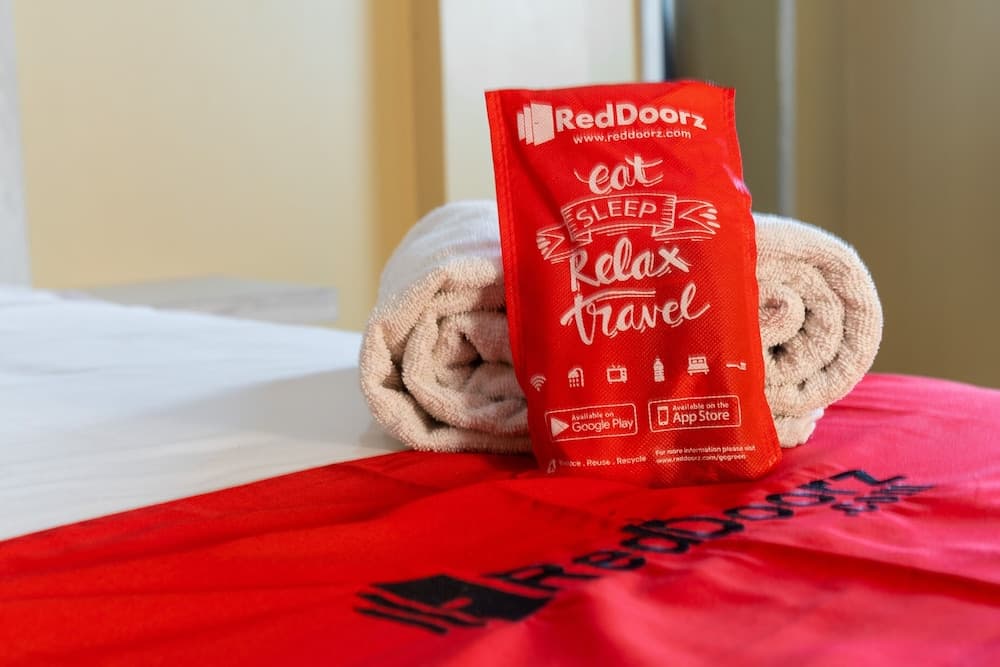 RedDoorz
www.reddoorz.com
eat
SLEEP
Relax
travel
Available on
Google Play
Available on the
App Store
For more information please visit
www.reddoorz.com/gogreen
Reduce . Reuse . Recycle
RedDoorz
.com